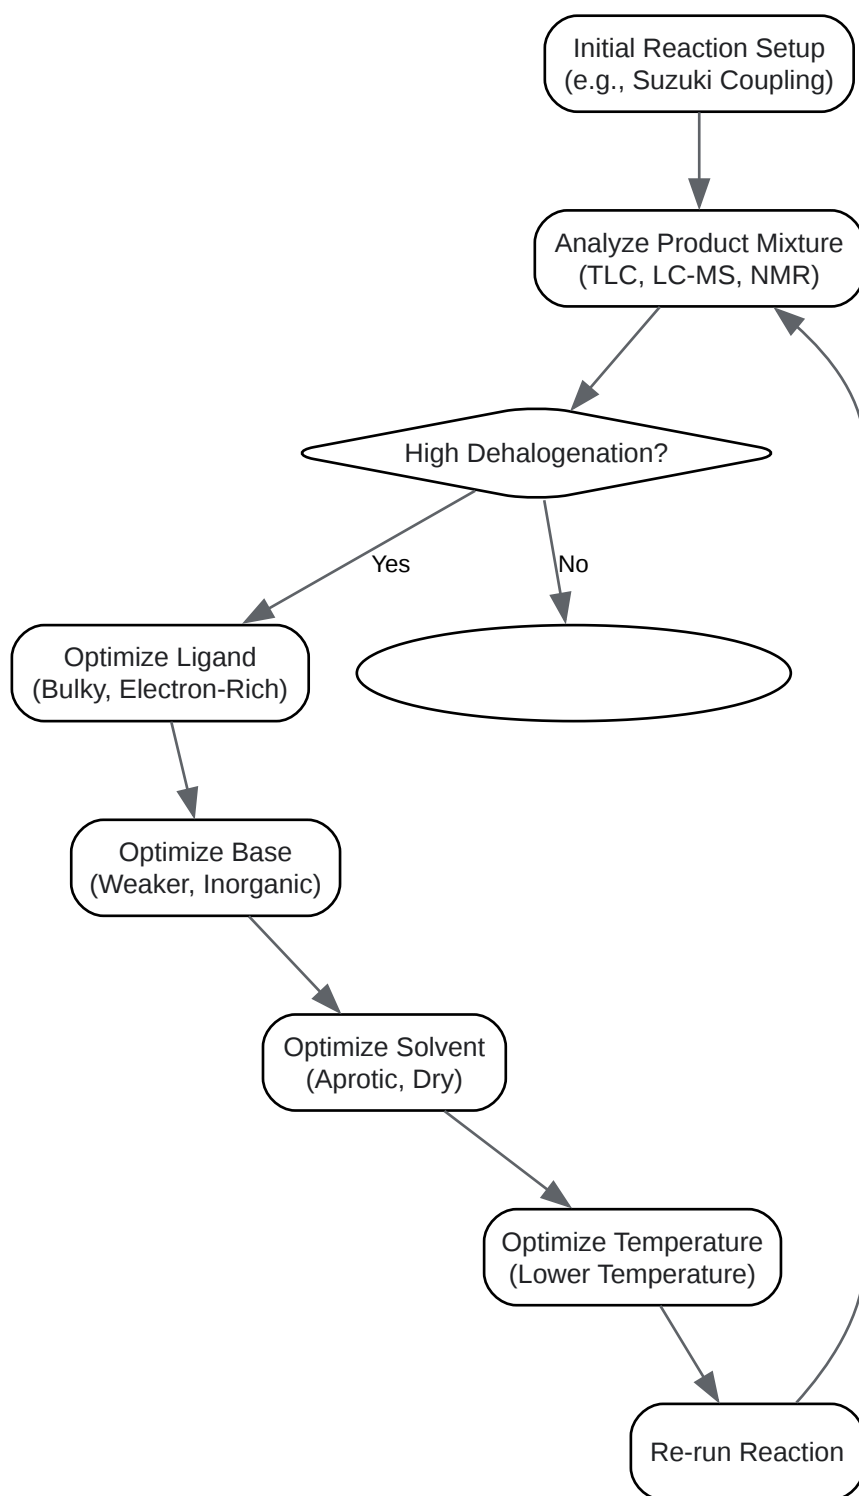 Initial Reaction Setup
(e.g., Suzuki Coupling)
Analyze Product Mixture
(TLC, LC-MS, NMR)
High Dehalogenation?
Yes
No
Optimize Ligand
(Bulky, Electron-Rich)
Optimize Base
(Weaker, Inorganic)
Optimize Solvent
(Aprotic, Dry)
Optimize Temperature
(Lower Temperature)
Re-run Reaction